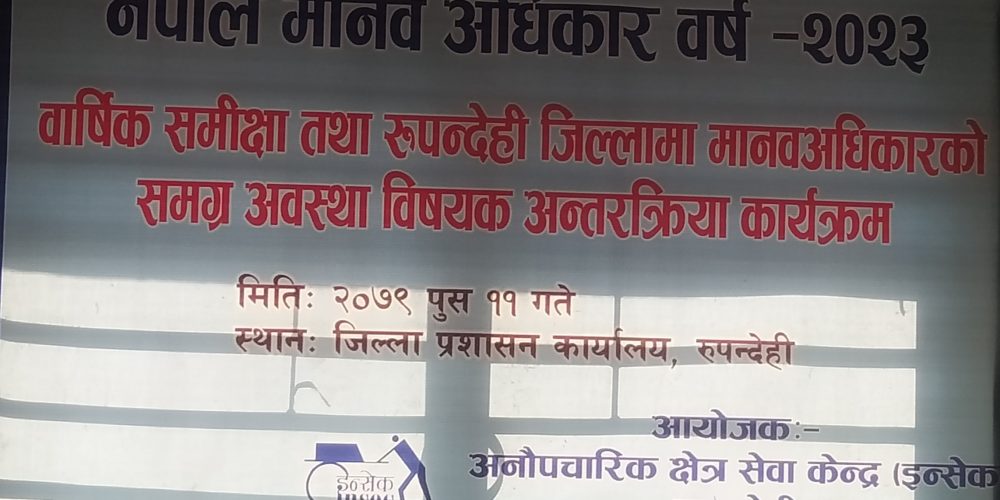 नेपाल मानव अधिकार वर्ष -२०२३
वार्षिक समीक्षा तथा रुपन्देही जिल्लामा मानवअधिकारको
समग्र अवस्था विषयक अन्तरक्रिया कार्यक्रम
मितिः २०७९ पुस ११ गते
स्थानः जिल्ला प्रशासन कार्यालय, रुपन्देही
आयोजकः-
अनौपचारिक क्षेत्र सेवा केन्द्र (इन्सेक
इन्सेक